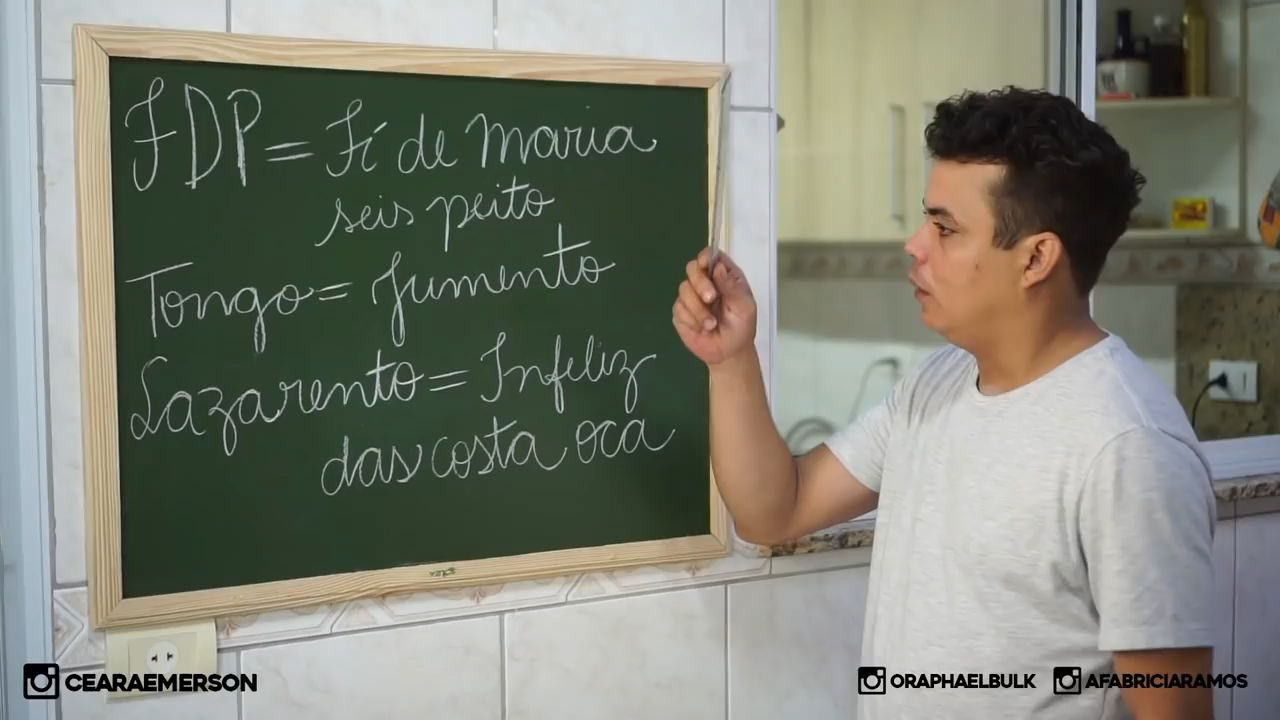 FDP = Fí de Maria
seis peito
Tongo = Jumento
Lazarento = Infeliz
das costa oca
CEARAEMERSON
ORAPHAELBULK
AFABRICIARAMOS